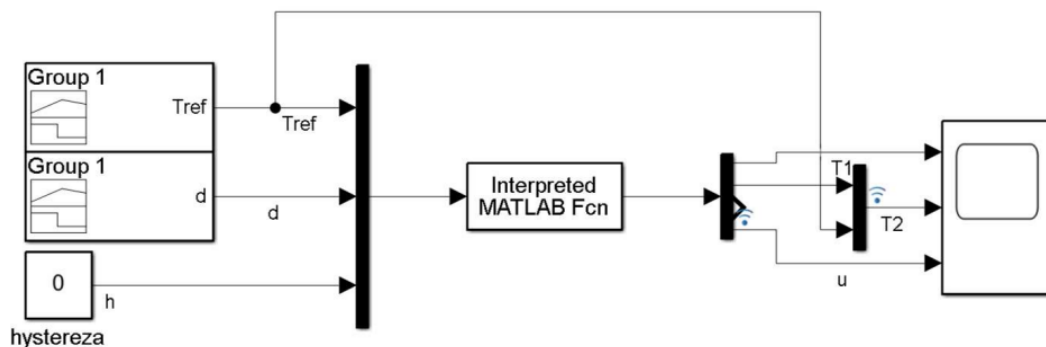 Group 1
Tref
Tref
Group 1
d
d
0
h
hystereza
Interpreted
MATLAB Fcn
T1
T2
u